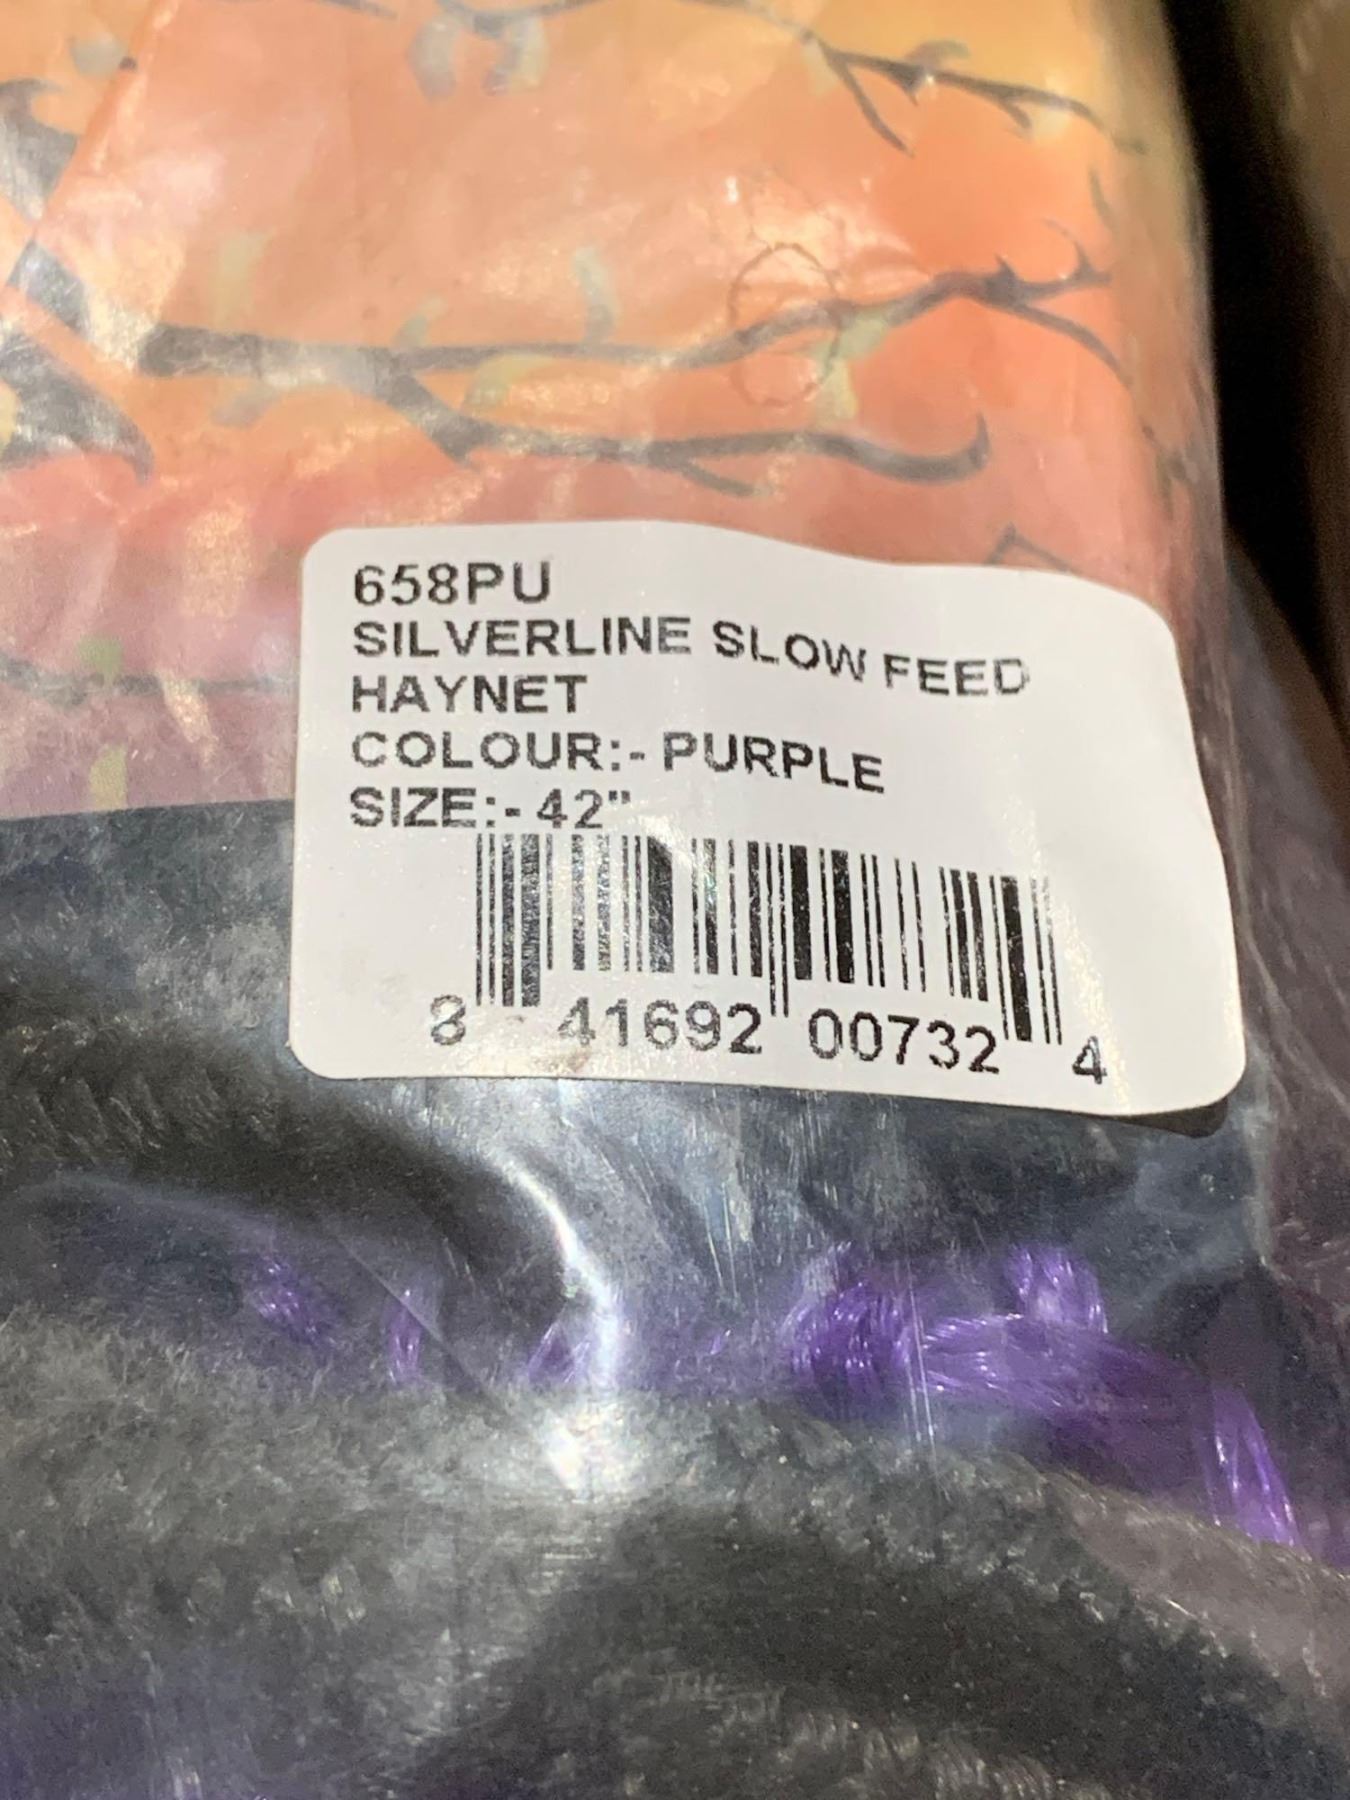 658PU
SILVERLINE SLOW FEED
HAYNET
COLOUR:- PURPLE
SIZE:- 42"
8 41692 00732 4